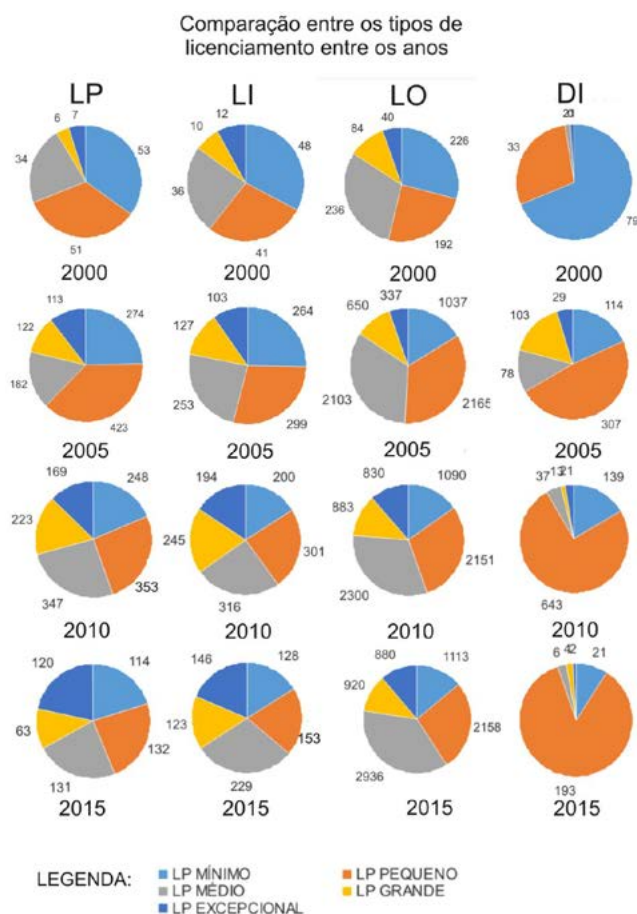 Comparação entre os tipos de
licenciamento entre os anos
LP LI LO DI
6 7 53 34 51
10 12 48 36 41
84 40 226 236 192
33 79
2000 2000 2000 2000
113 274 122 162 423
103 264 127 253 299
650 337 1037 2103 2166
29 114 103 78 307
2005 2005 2005 2005
169 248 223 347 353
194 200 245 301 316
830 1090 883 2151 2300
37 139 643
2010 2010 2010 2010
120 114 63 132 131
146 128 123 153 229
880 1113 920 2158 2936
6 42 21 193
2015 2015 2015 2015
LEGENDA:
LP MÍNIMO LP PEQUENO
LP MÉDIO LP GRANDE
LP EXCEPCIONAL